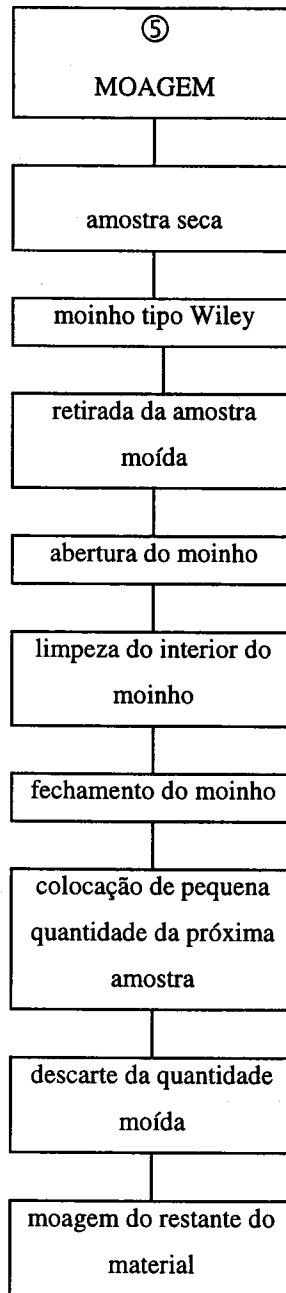 ⑤
MOAGEM
amostra seca
moinho tipo Wiley
retirada da amostra
moída
abertura do moinho
limpeza do interior do
moinho
fechamento do moinho
colocação de pequena
quantidade da próxima
amostra
descarte da quantidade
moída
moagem do restante do
material